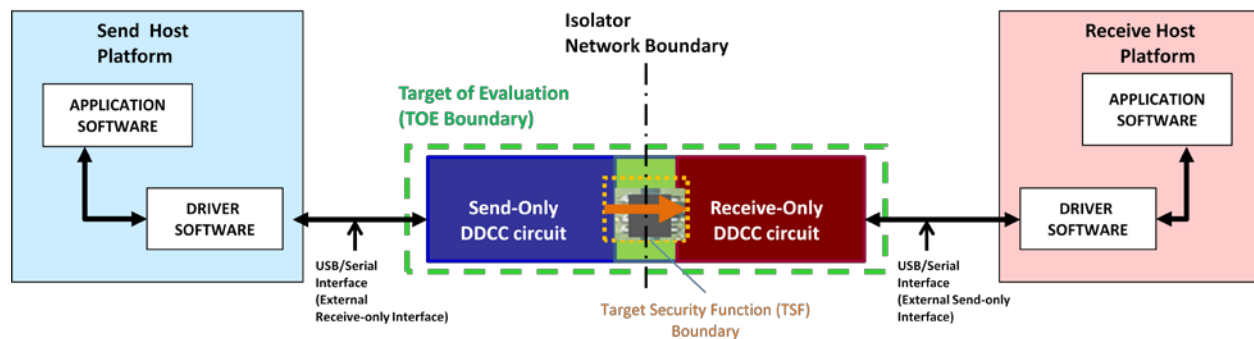 Send Host
Platform
APPLICATION
SOFTWARE
DRIVER
SOFTWARE
USB/Serial
Interface
(External
Receive-only Interface)
Target of Evaluation
(TOE Boundary)
Isolator
Network Boundary
Send-Only
DDCC circuit
Receive-Only
DDCC circuit
Target Security Function (TSF)
Boundary
USB/Serial
Interface
(External Send-only
Interface)
Receive Host
Platform
APPLICATION
SOFTWARE
DRIVER
SOFTWARE